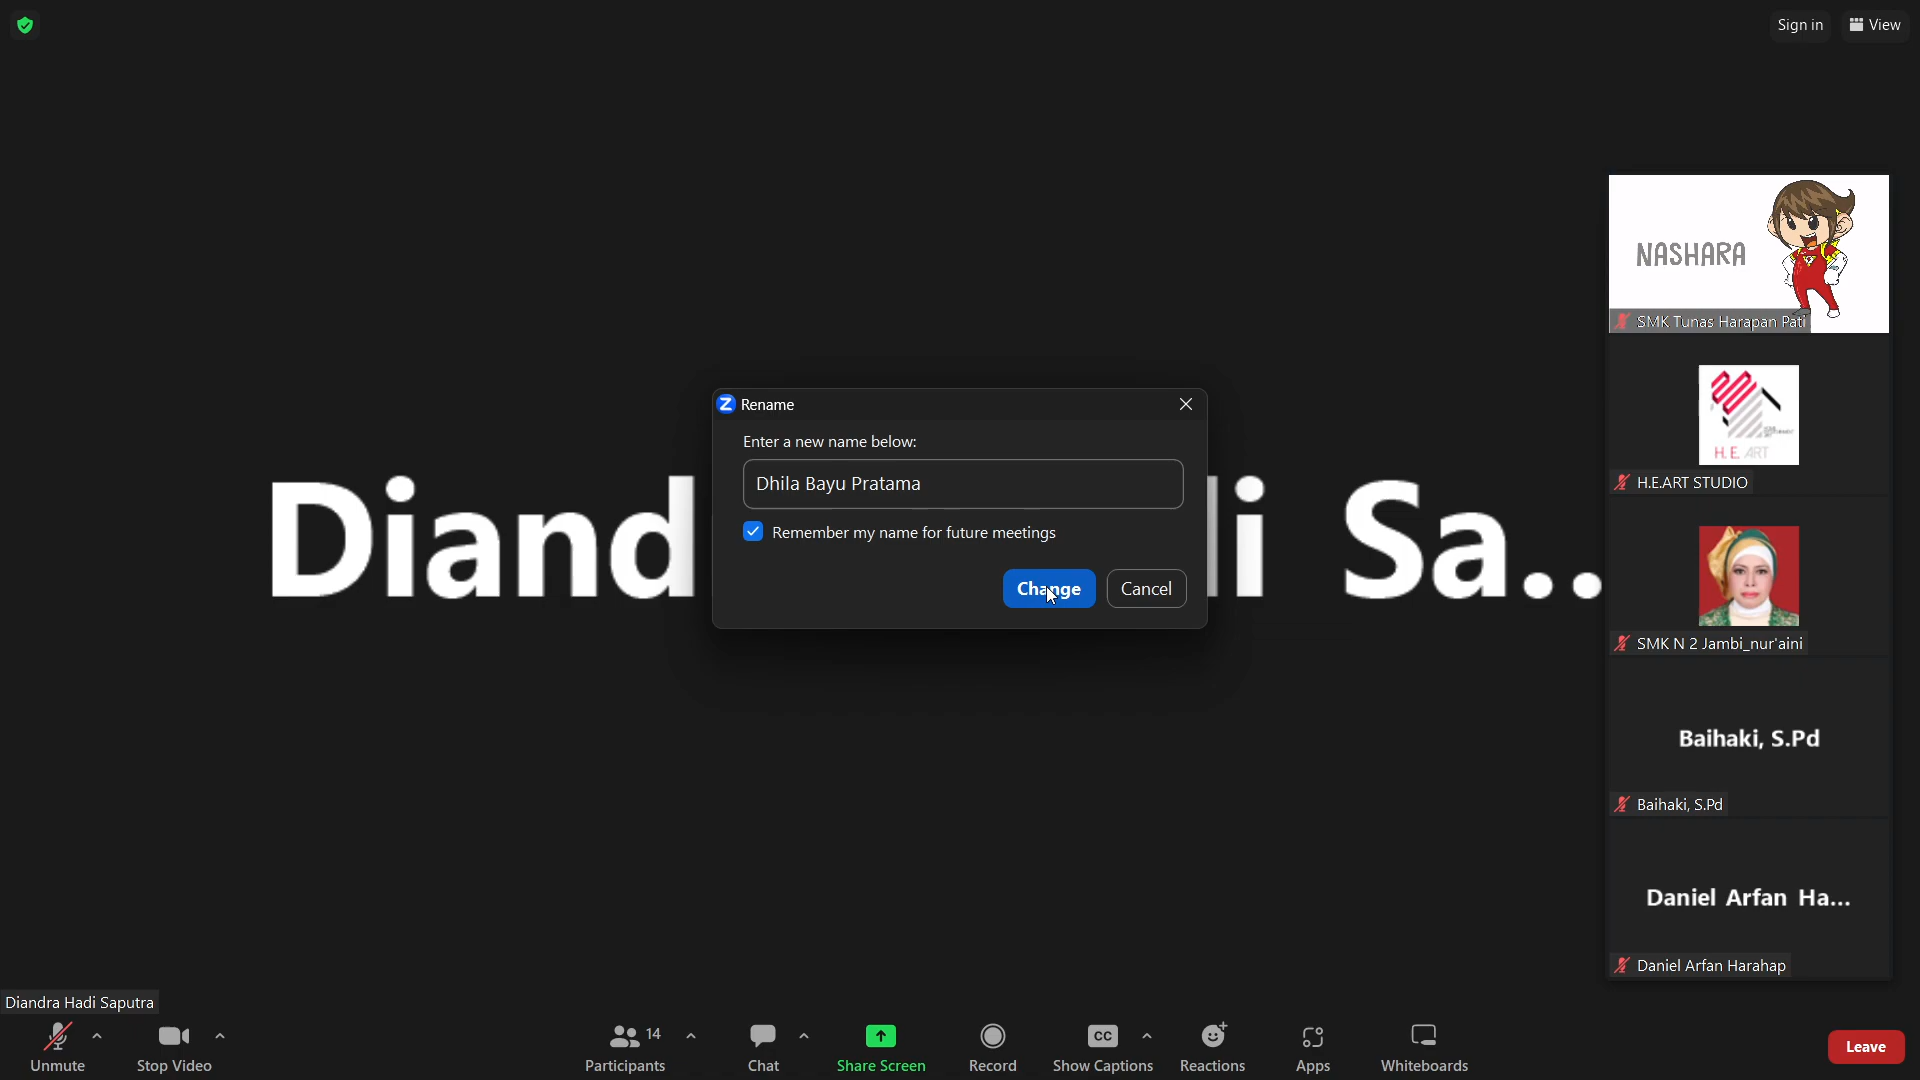 Sign in
View
NASHARA
SMK Tunas Harapan Pati
H.E. ART
H.E.ART STUDIO
SMK N 2 Jambi_nur'aini
Baihaki, S.Pd
Baihaki, S.Pd
Daniel Arfan Ha...
Daniel Arfan Harahap
Rename
Enter a new name below:
Dhila Bayu Pratama
Remember my name for future meetings
Change
Cancel
Diand i Sa...
Diandra Hadi Saputra
Unmute
Stop Video
14
Participants
Chat
Share Screen
Record
CC
Show Captions
Reactions
Apps
Whiteboards
Leave